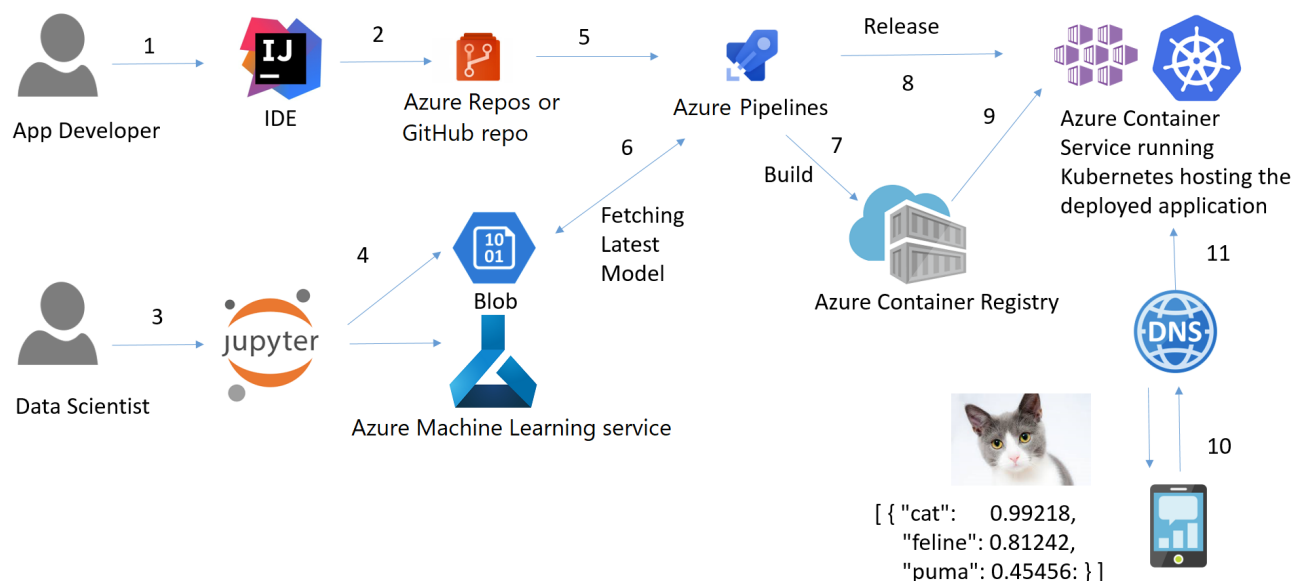 1
2
5
Release
8
IJ
App Developer
IDE
Azure Repos or
GitHub repo
Azure Pipelines
6
7
Build
9
Azure Container
Service running
Kubernetes hosting the
deployed application
Fetching
Latest
Model
4
10
01
Blob
3
jupyter
Data Scientist
Azure Machine Learning service
Azure Container Registry
11
DNS
10
[ { "cat": 0.99218,
"feline": 0.81242,
"puma": 0.45456: } ]